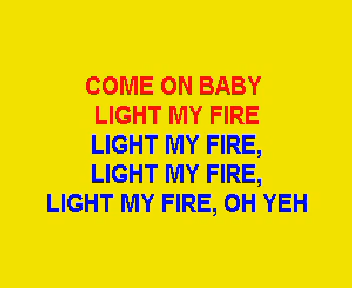 COME ON BABY
LIGHT MY FIRE
LIGHT MY FIRE,
LIGHT MY FIRE,
LIGHT MY FIRE, OH YEH